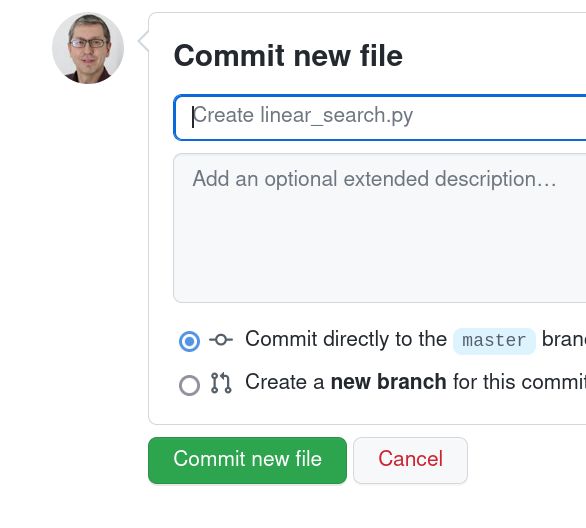 Commit new file
Create linear_search.py
Add an optional extended description…
Commit directly to the master
Create a new branch for this commit
Commit new file
Cancel